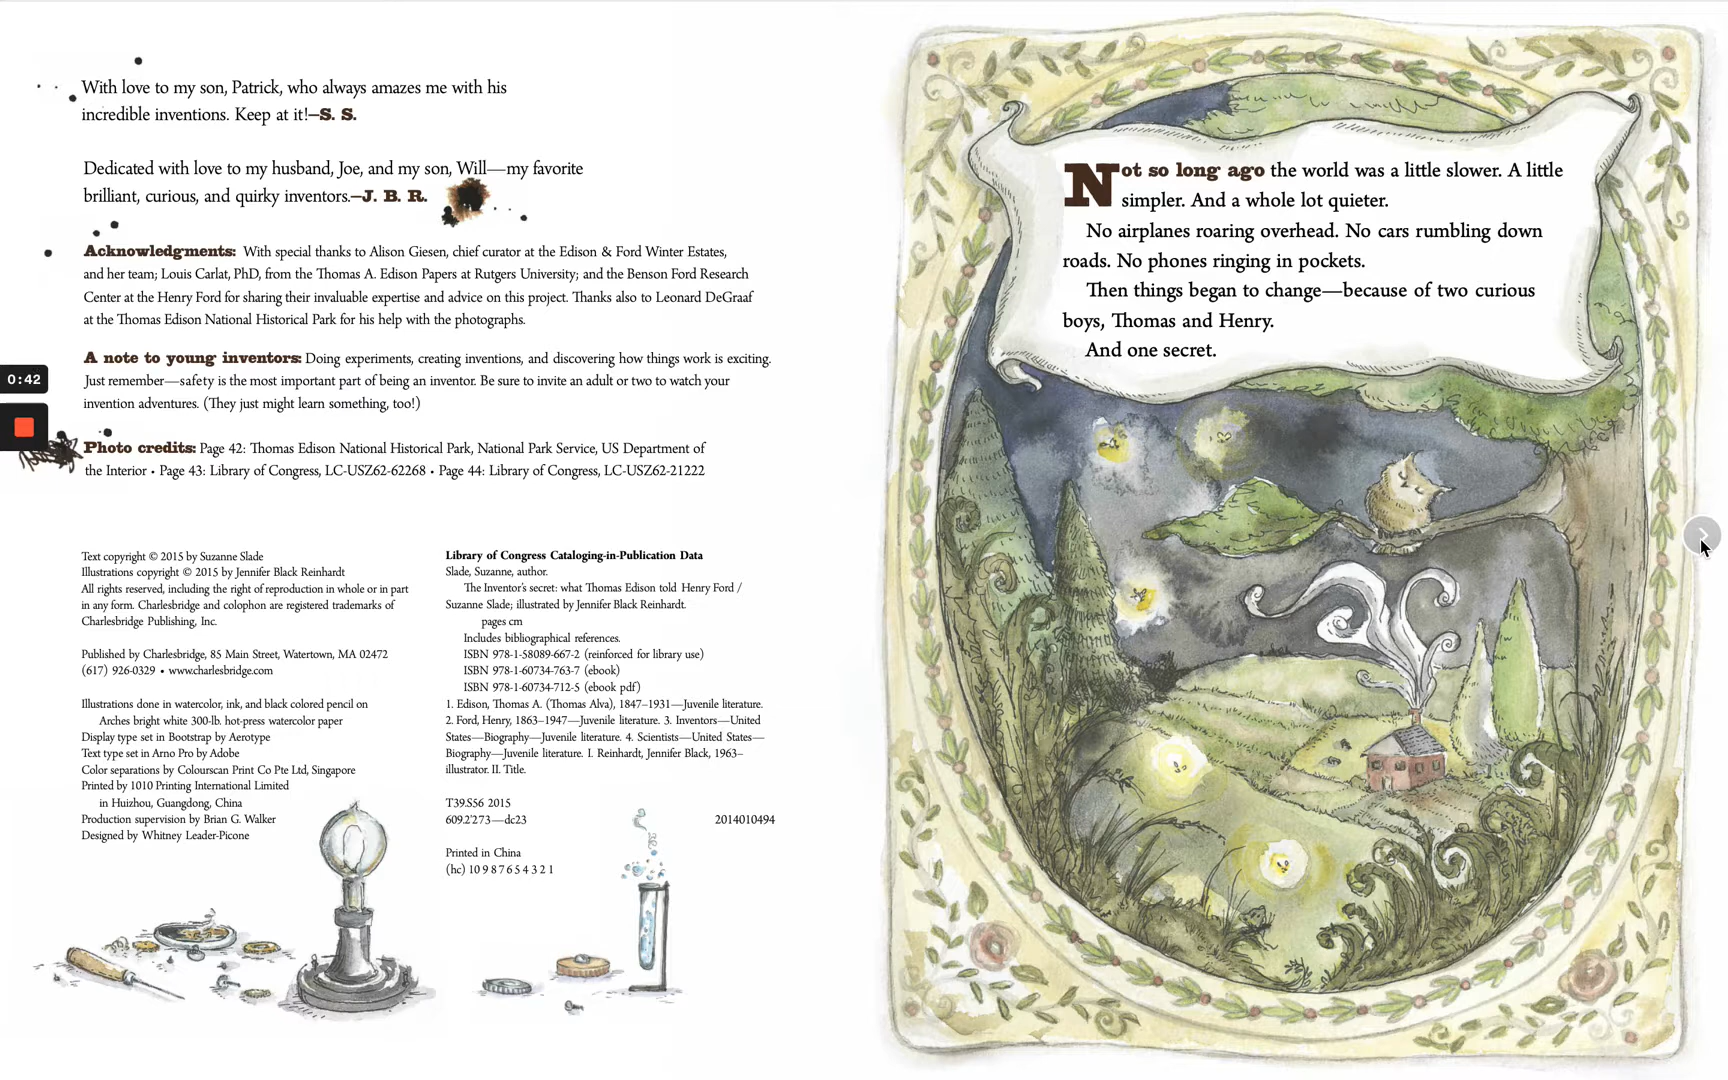 With love to my son, Patrick, who always amazes me with his
incredible inventions. Keep at it!—S. S.
Dedicated with love to my husband, Joe, and my son, Will—my favorite
brilliant, curious, and quirky inventors.—J. B. R.
Acknowledgments: With special thanks to Alison Giesen, chief curator at the Edison & Ford Winter Estates,
and her team; Louis Carlat, PhD, from the Thomas A. Edison Papers at Rutgers University; and the Benson Ford Research
Center at the Henry Ford for sharing their invaluable expertise and advice on this project. Thanks also to Leonard DeGraaf
at the Thomas Edison National Historical Park for his help with the photographs.
A note to young inventors: Doing experiments, creating inventions, and discovering how things work is exciting.
Just remember—safety is the most important part of being an inventor. Be sure to invite an adult or two to watch your
invention adventures. (They just might learn something, too!)
0:42
Photo credits: Page 42: Thomas Edison National Historical Park, National Park Service, US Department of
the Interior • Page 43: Library of Congress, LC-USZ62-62268 • Page 44: Library of Congress, LC-USZ62-21222
Text copyright © 2015 by Suzanne Slade
Illustrations copyright © 2015 by Jennifer Black Reinhardt
All rights reserved, including the right of reproduction in whole or in part
in any form. Charlesbridge and colophon are registered trademarks of
Charlesbridge Publishing, Inc.
Published by Charlesbridge, 85 Main Street, Watertown, MA 02472
(617) 926-0329 • www.charlesbridge.com
Illustrations done in watercolor, ink, and black colored pencil on
Arches bright white 300-lb. hot-press watercolor paper
Display type set in Bootstrap by Aerotype
Text type set in Arno Pro by Adobe
Color separations by Colourscan Print Co Pte Ltd, Singapore
Printed by 1010 Printing International Limited
in Huizhou, Guangdong, China
Production supervision by Brian G. Walker
Designed by Whitney Leader-Picone
Library of Congress Cataloging-in-Publication Data
Slade, Suzanne, author.
The Inventor's secret: what Thomas Edison told Henry Ford /
Suzanne Slade; illustrated by Jennifer Black Reinhardt.
pages cm
Includes bibliographical references.
ISBN 978-1-58089-667-2 (reinforced for library use)
ISBN 978-1-60734-763-7 (ebook)
ISBN 978-1-60734-712-5 (ebook pdf)
1. Edison, Thomas A. (Thomas Alva), 1847–1931—Juvenile literature.
2. Ford, Henry, 1863–1947—Juvenile literature. 3. Inventors—United
States—Biography—Juvenile literature. 4. Scientists—United States—
Biography—Juvenile literature. I. Reinhardt, Jennifer Black, 1963–
illustrator. II. Title.
T39.S56 2015
609.2'273—dc23 2014010494
Printed in China
(hc) 10 9 8 7 6 5 4 3 2 1
Not so long ago the world was a little slower. A little
simpler. And a whole lot quieter.
No airplanes roaring overhead. No cars rumbling down
roads. No phones ringing in pockets.
Then things began to change—because of two curious
boys, Thomas and Henry.
And one secret.